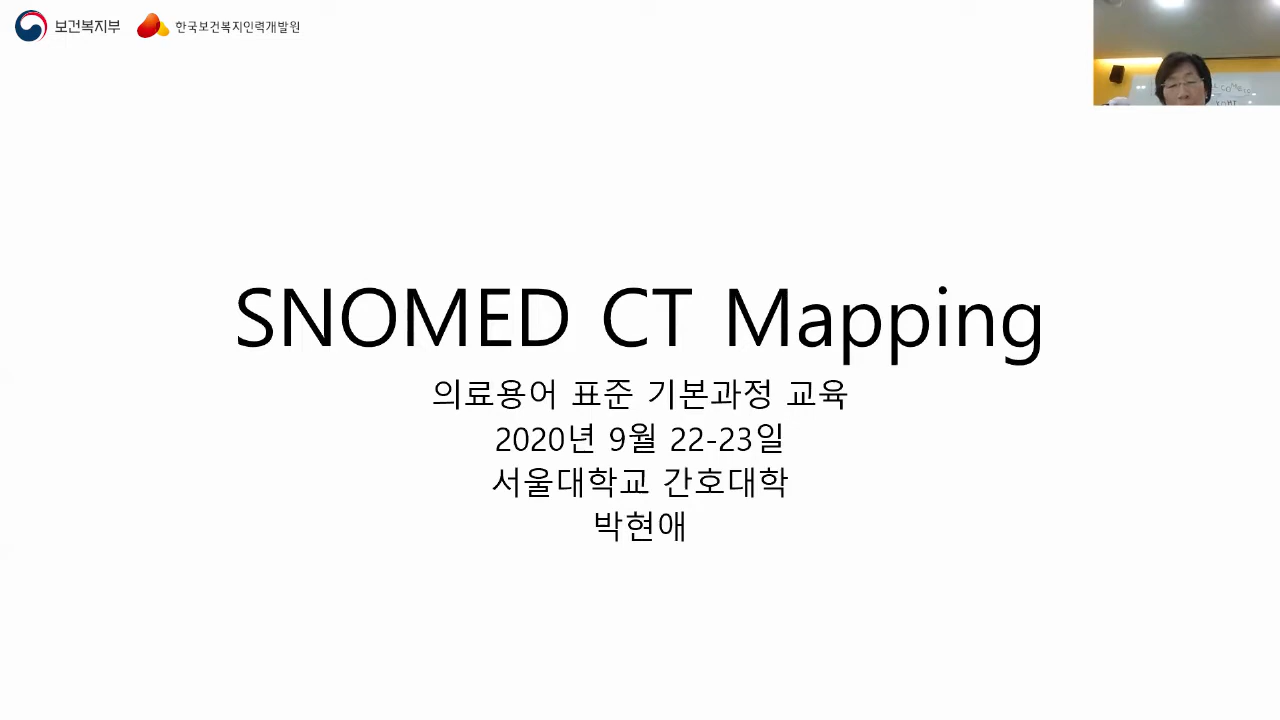 보건복지부 한국보건복지인력개발원
SNOMED CT Mapping
의료용어 표준 기본과정 교육
2020년 9월 22-23일
서울대학교 간호대학
박현애